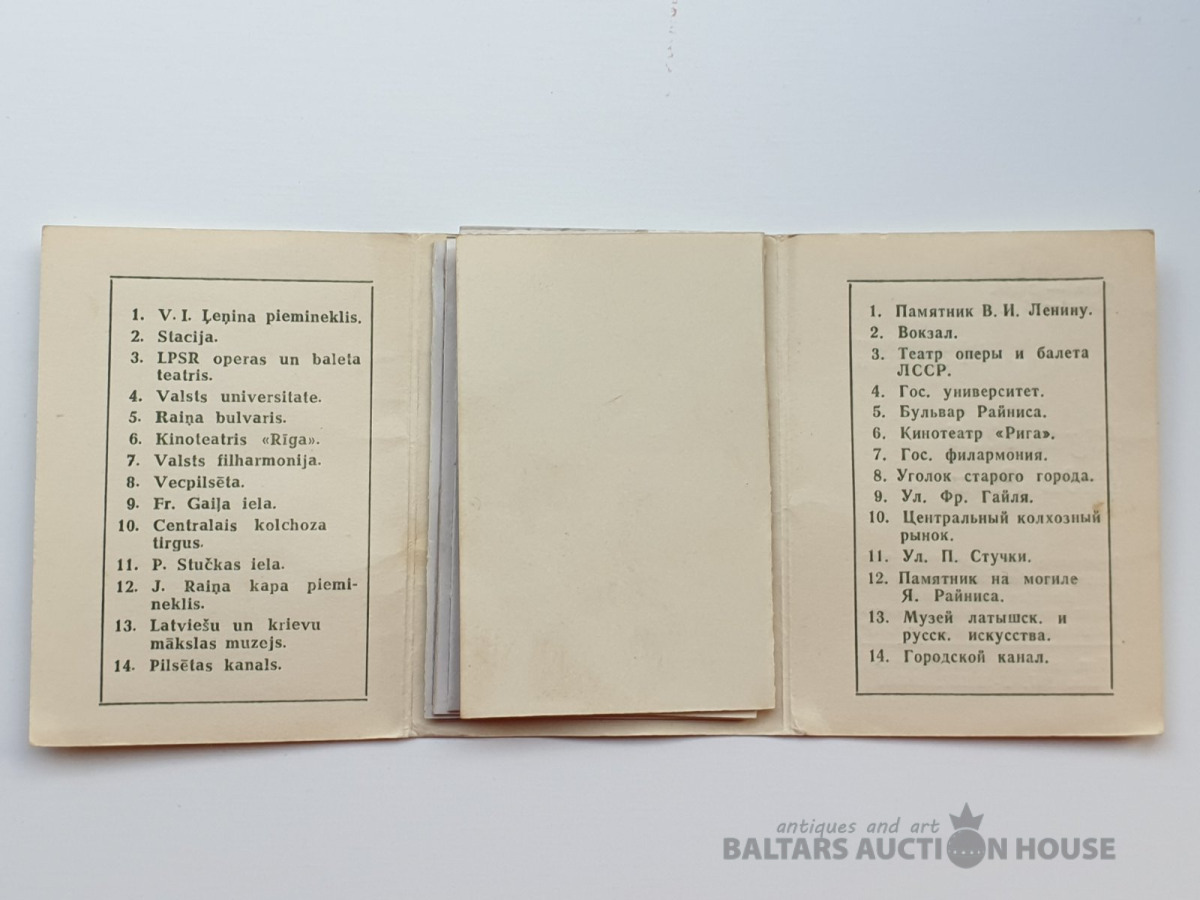 1. V. I. Ļeņina piemineklis.
2. Stacija.
3. LPSR operas un baleta
teatris.
4. Valsts universitate.
5. Raiņa bulvaris.
6. Kinoteatris «Rīga».
7. Valsts filharmonija.
8. Vecpilsēta.
9. Fr. Gaiļa iela.
10. Centralais kolchoza
tirgus.
11. P. Stučkas iela.
12. J. Raiņa kapa piemi-
neklis.
13. Latviešu un krievu
mākslas muzejs.
14. Pilsētas kanals.
1. Памятник В. И. Ленину.
2. Вокзал.
3. Театр оперы и балета
ЛССР.
4. Гос. университет.
5. Бульвар Райниса.
6. Кинотеатр «Рига».
7. Гос. филармония.
8. Уголок старого города.
9. Ул. Фр. Гайля.
10. Центральный колхозный
рынок.
11. Ул. П. Стучки.
12. Памятник на могиле
Я. Райниса.
13. Музей латышск. и
русск. искусства.
14. Городской канал.
antiques and art
BALTARS AUCTION HOUSE